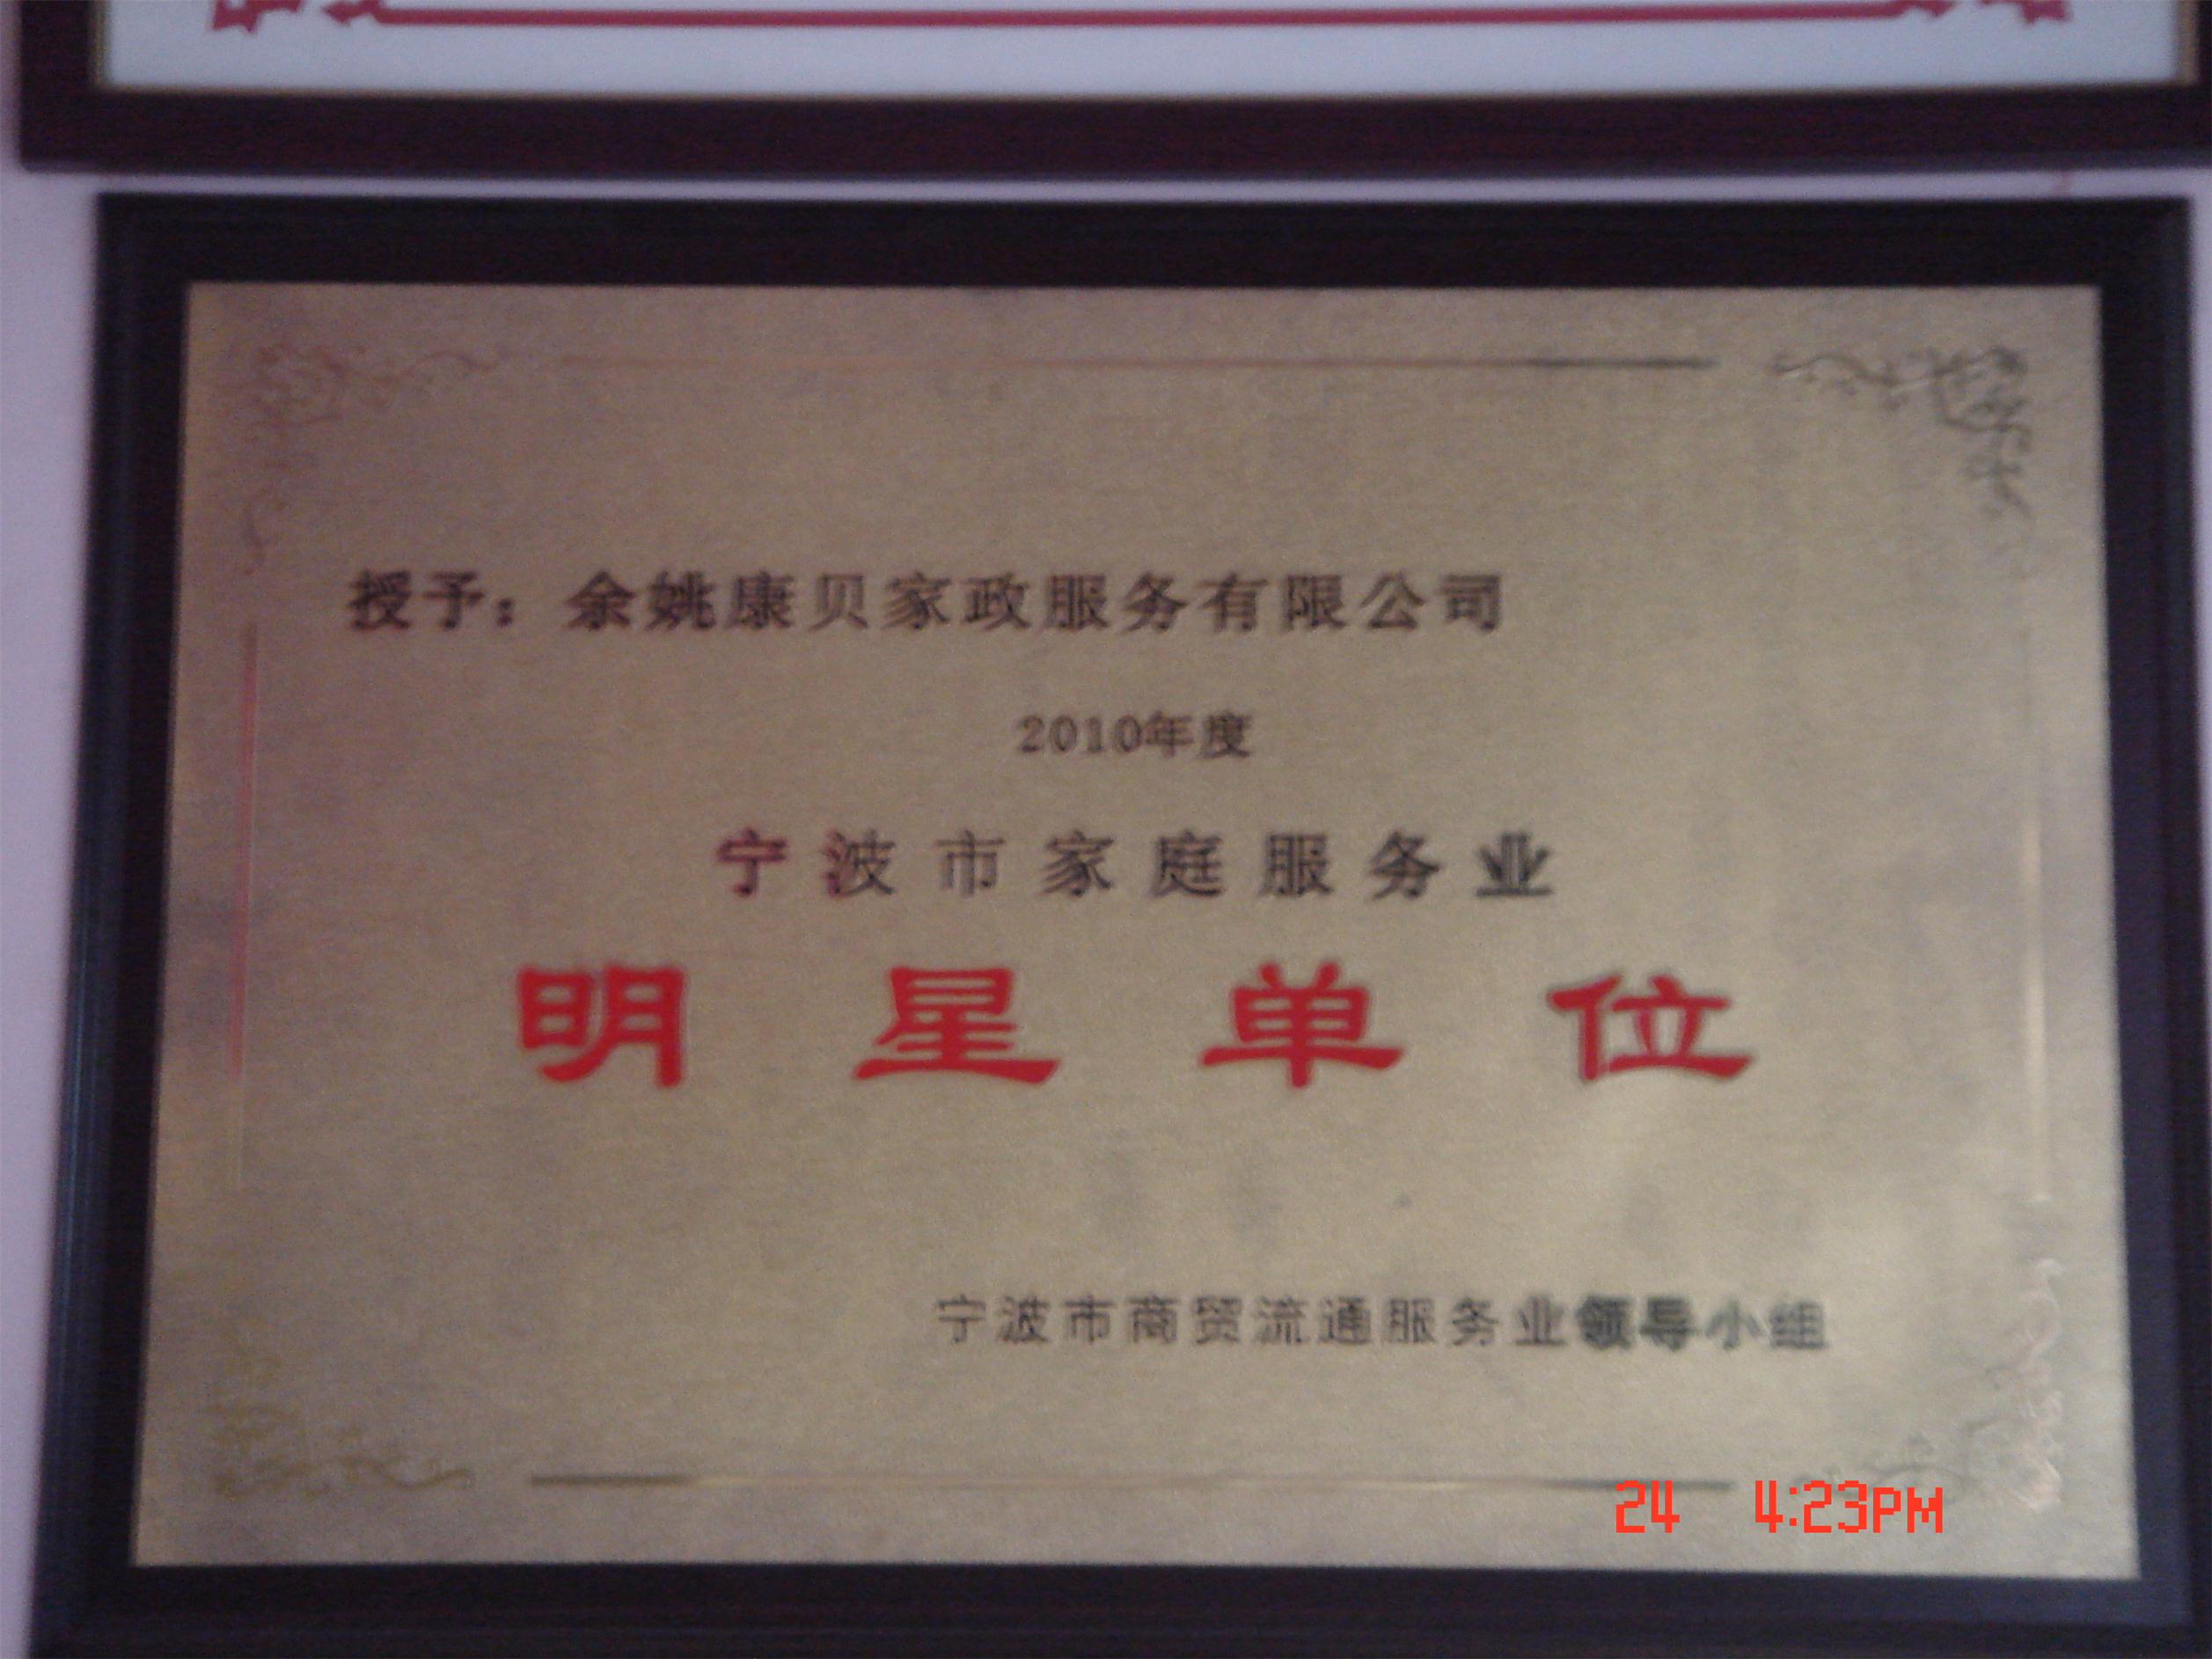 授予：余姚康贝家政服务有限公司
2010年度
宁波市家庭服务业
明星单位
宁波市商贸流通服务业领导小组
24 4:23PM